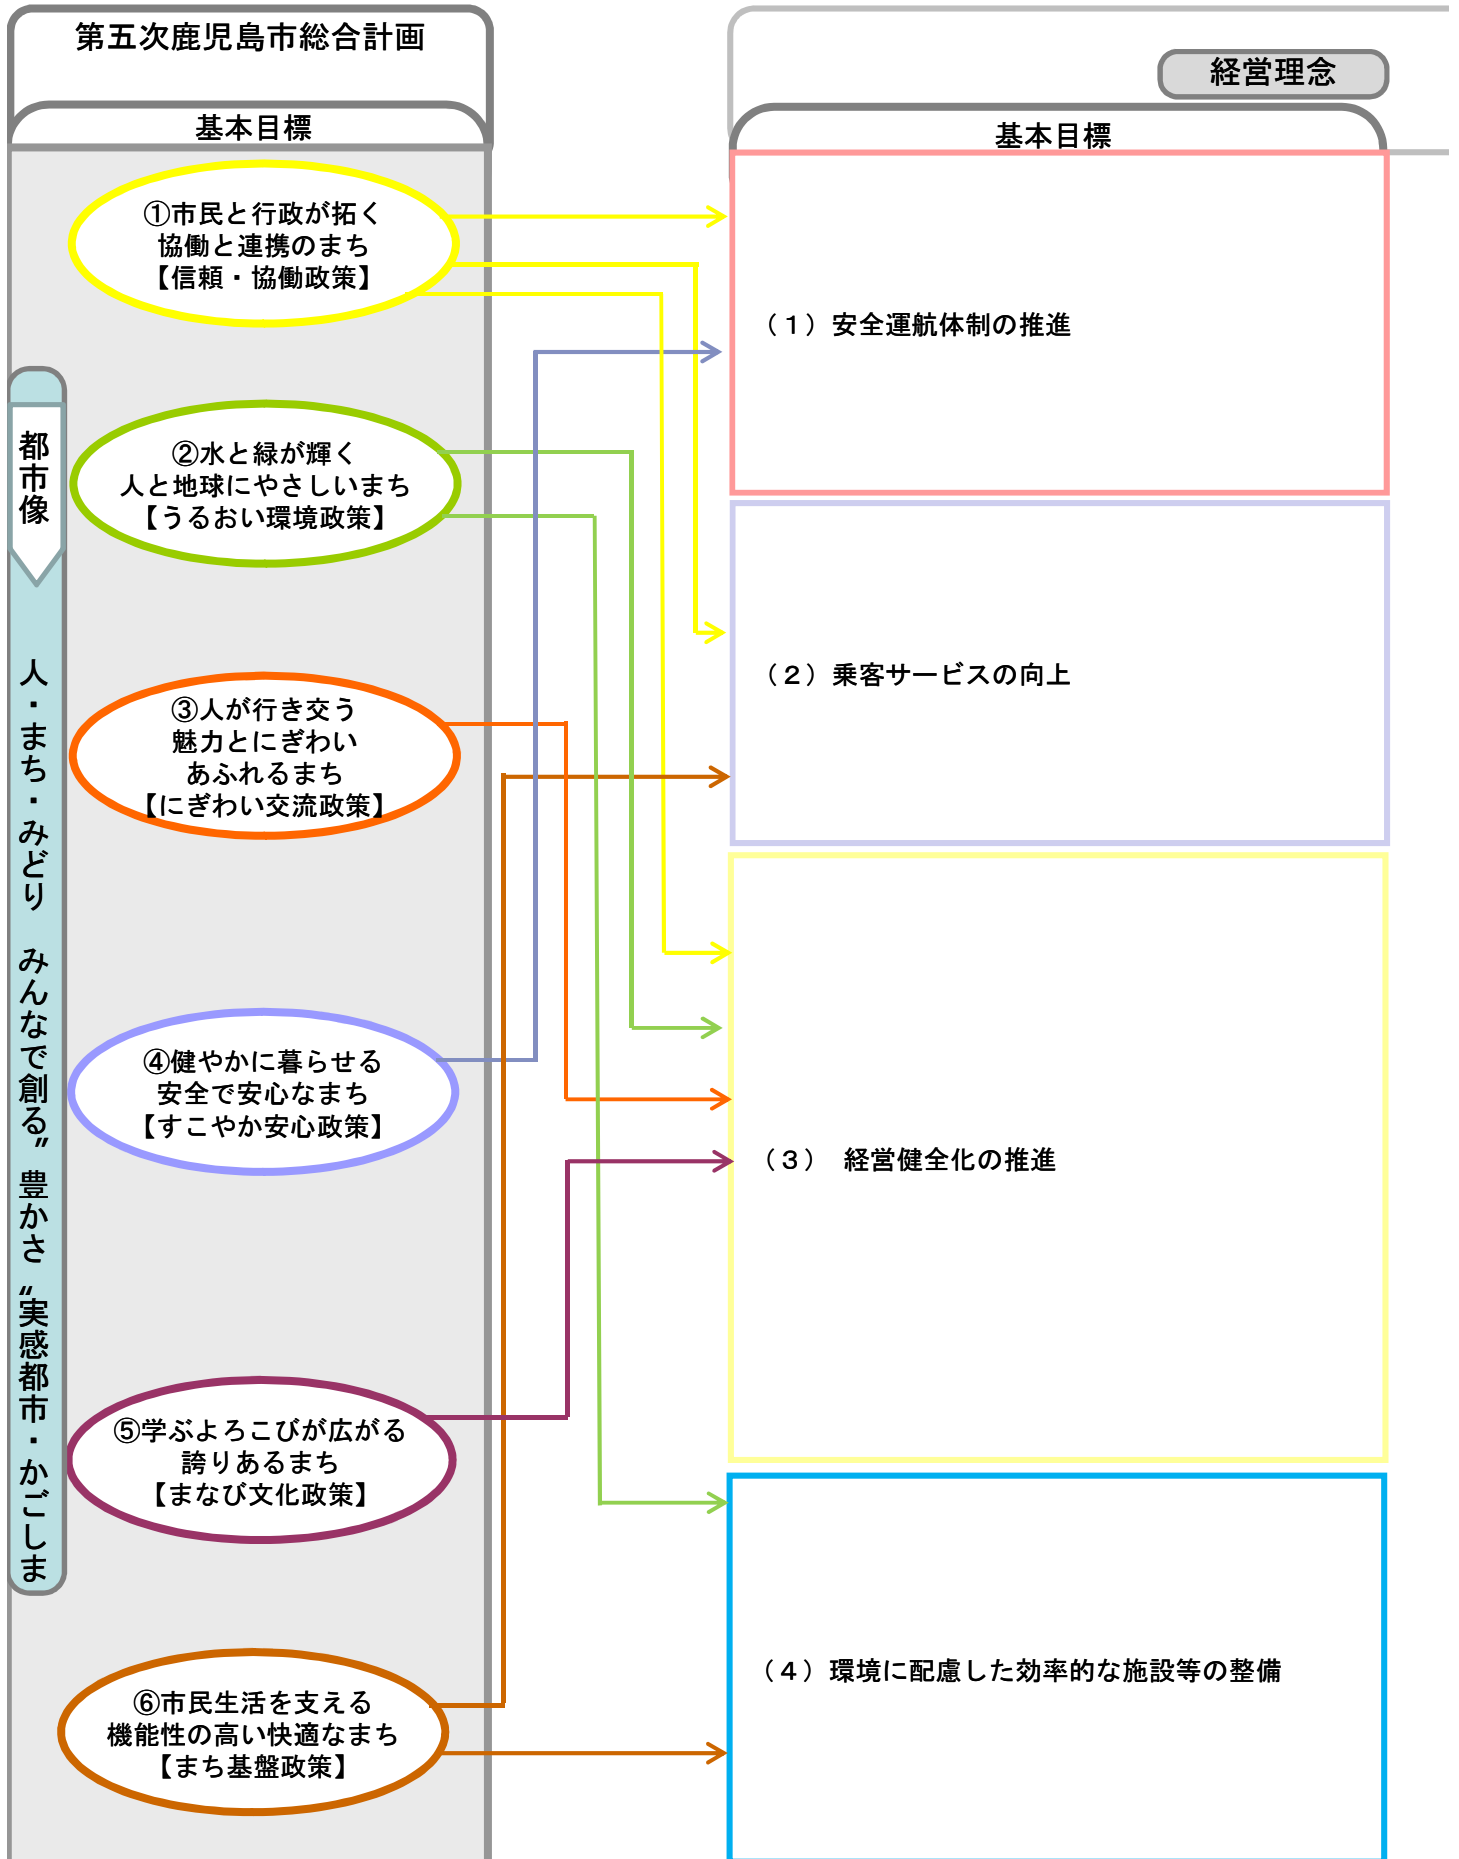 第五次鹿児島市総合計画
基本目標
①市民と行政が拓く
協働と連携のまち
【信頼・協働政策】
②水と緑が輝く
人と地球にやさしいまち
【うるおい環境政策】
③人が行き交う
魅力とにぎわい
あふれるまち
【にぎわい交流政策】
④健やかに暮らせる
安全で安心なまち
【すこやか安心政策】
⑤学ぶよろこびが広がる
誇りあるまち
【まなび文化政策】
⑥市民生活を支える
機能性の高い快適なまち
【まち基盤政策】
都市像
人・まち・みどり　みんなで創る〝豊かさ〟実感都市・かごしま
経営理念
基本目標
（１）安全運航体制の推進
（２）乗客サービスの向上
（３）　経営健全化の推進
（４）環境に配慮した効率的な施設等の整備